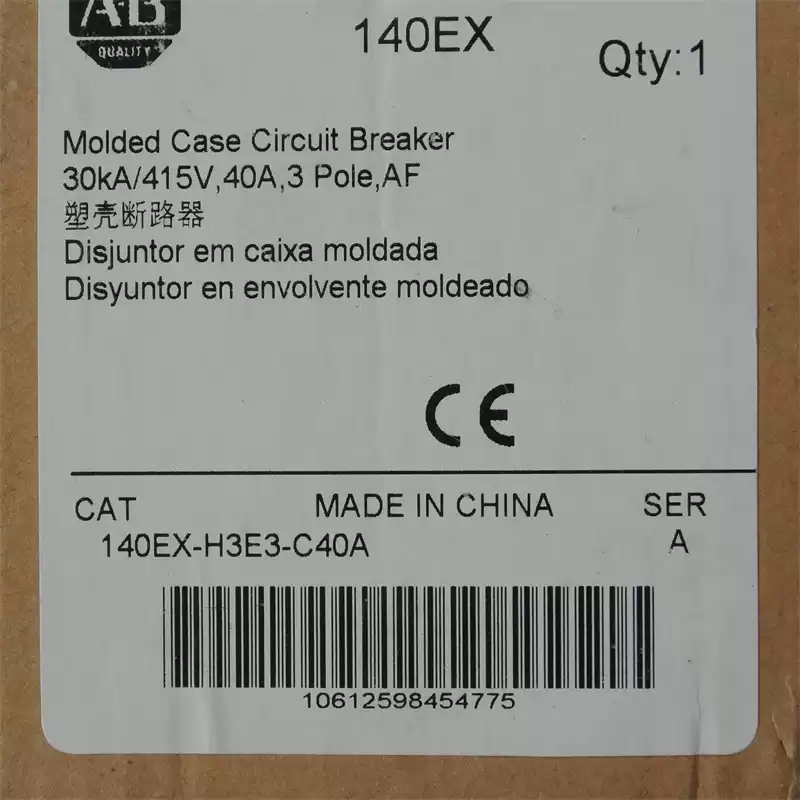 A-B
QUALITY
140EX
Qty:1
Molded Case Circuit Breaker
30kA/415V,40A,3 Pole,AF
塑壳断路器
Disjuntor em caixa moldada
Disyuntor en envolvente moldeado
CE
CAT
MADE IN CHINA
SER
140EX-H3E3-C40A
A
10612598454775